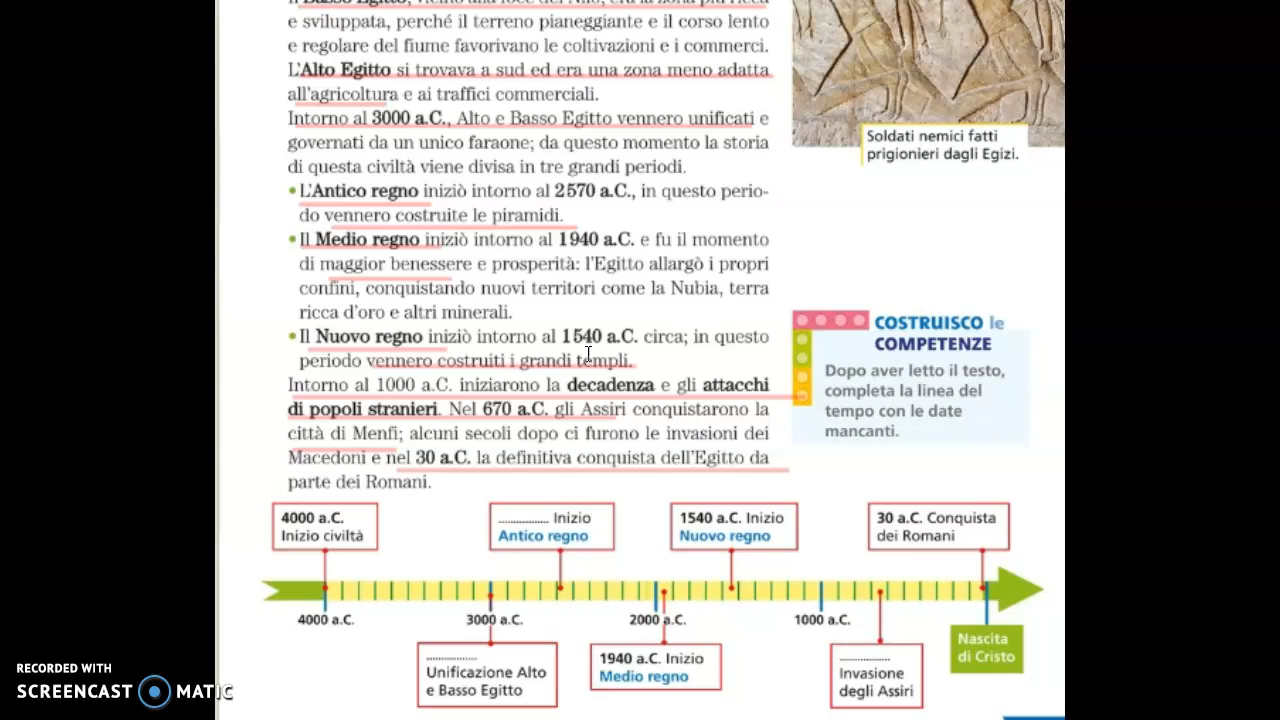 e sviluppata, perché il terreno pianeggiante e il corso lento
e regolare del fiume favorivano le coltivazioni e i commerci.
L'Alto Egitto si trovava a sud ed era una zona meno adatta
all'agricoltura e ai traffici commerciali.
Intorno al 3000 a.C., Alto e Basso Egitto vennero unificati e
governati da un unico faraone; da questo momento la storia
di questa civiltà viene divisa in tre grandi periodi.
• L'Antico regno iniziò intorno al 2570 a.C., in questo perio-
do vennero costruite le piramidi.
• Il Medio regno iniziò intorno al 1940 a.C. e fu il momento
di maggior benessere e prosperità: l'Egitto allargò i propri
confini, conquistando nuovi territori come la Nubia, terra
ricca d'oro e altri minerali.
• Il Nuovo regno iniziò intorno al 1540 a.C. circa; in questo
periodo vennero costruiti i grandi templi.
Intorno al 1000 a.C. iniziarono la decadenza e gli attacchi
di popoli stranieri. Nel 670 a.C. gli Assiri conquistarono la
città di Menfi; alcuni secoli dopo ci furono le invasioni dei
Macedoni e nel 30 a.C. la definitiva conquista dell'Egitto da
parte dei Romani.
Soldati nemici fatti
prigionieri dagli Egizi.
COSTRUISCO le
COMPETENZE
Dopo aver letto il testo,
completa la linea del
tempo con le date
mancanti.
4000 a.C.
Inizio civiltà
................. Inizio
Antico regno
1540 a.C. Inizio
Nuovo regno
30 a.C. Conquista
dei Romani
4000 a.C.
3000 a.C.
2000 a.C.
1000 a.C.
Nascita
di Cristo
.................
Unificazione Alto
e Basso Egitto
1940 a.C. Inizio
Medio regno
.................
Invasione
degli Assiri
RECORDED WITH
SCREENCAST MATIC